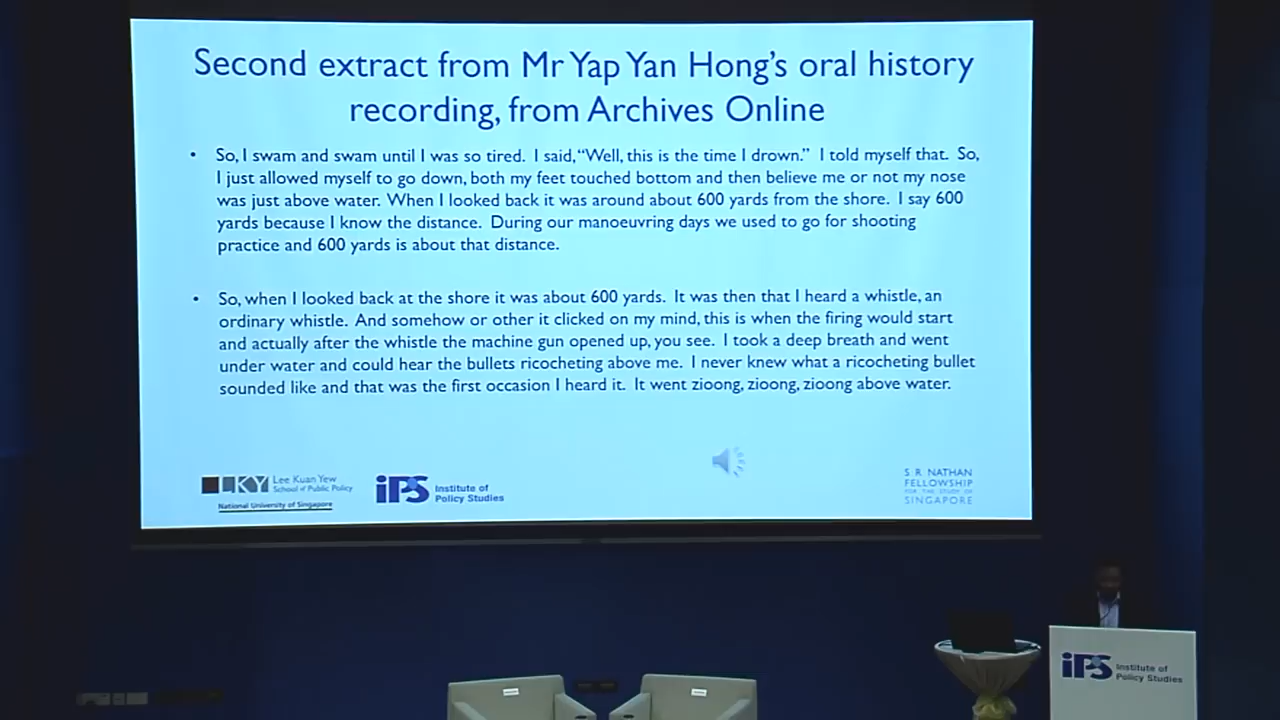 Second extract from Mr Yap Yan Hong's oral history
recording, from Archives Online
• So, I swam and swam until I was so tired. I said, “Well, this is the time I drown.” I told myself that. So,
I just allowed myself to go down, both my feet touched bottom and then believe me or not my nose
was just above water. When I looked back it was around about 600 yards from the shore. I say 600
yards because I know the distance. During our manoeuvring days we used to go for shooting
practice and 600 yards is about that distance.
• So, when I looked back at the shore it was about 600 yards. It was then that I heard a whistle, an
ordinary whistle. And somehow or other it clicked on my mind, this is when the firing would start
and actually after the whistle the machine gun opened up, you see. I took a deep breath and went
under water and could hear the bullets ricocheting above me. I never knew what a ricocheting bullet
sounded like and that was the first occasion I heard it. It went zioong, zioong, zioong above water.
LKY Lee Kuan Yew
School of Public Policy
National University of Singapore
iPS Institute of
Policy Studies
S R NATHAN
FELLOWSHIP
FOR THE STUDY OF
SINGAPORE
iPS Institute of
Policy Studies